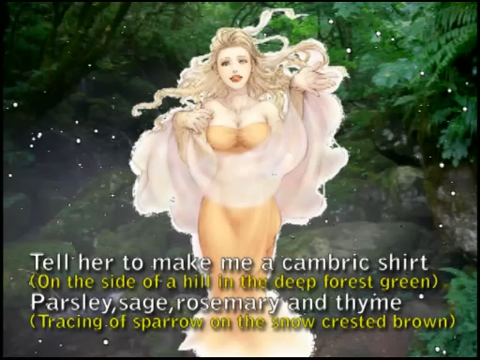 Tell her to make me a cambric shirt
(On the side of a hill in the deep forest green)
Parsley,sage,rosemary and thyme
(Tracing of sparrow on the snow crested brown)